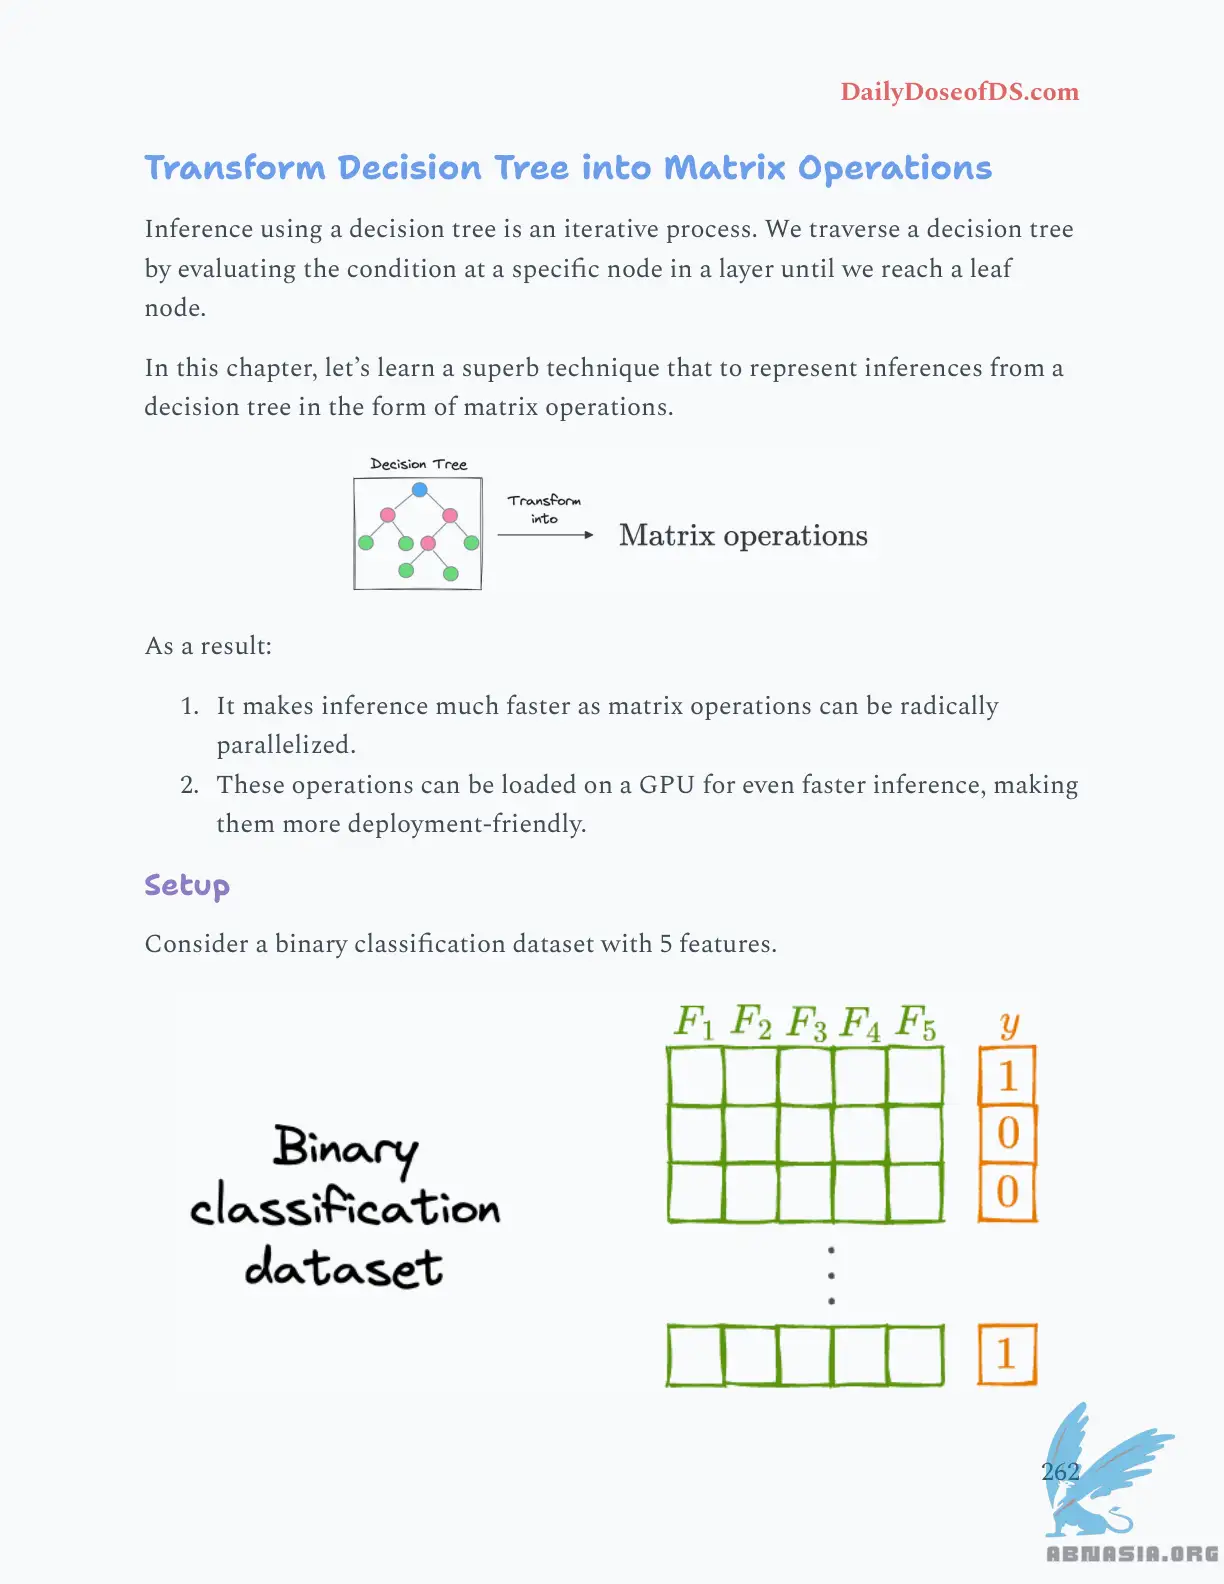 DailyDoseofDS.com
Transform Decision Tree into Matrix Operations
Inference using a decision tree is an iterative process. We traverse a decision tree
by evaluating the condition at a specific node in a layer until we reach a leaf
node.
In this chapter, let’s learn a superb technique that to represent inferences from a
decision tree in the form of matrix operations.
Decision Tree
Transform
into
Matrix operations
As a result:
1. It makes inference much faster as matrix operations can be radically
parallelized.
2. These operations can be loaded on a GPU for even faster inference, making
them more deployment-friendly.
Setup
Consider a binary classification dataset with 5 features.
F1 F2 F3 F4 F5 y
1
0
0
1
Binary
classification
dataset
262
ABNASIA.ORG